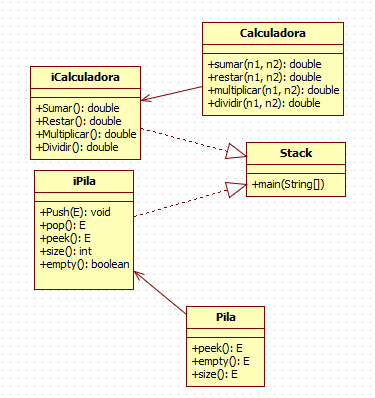 Calculadora
+sumar(n1, n2): double
+restar(n1, n2): double
+multiplicar(n1, n2): double
+dividir(n1, n2): double
iCalculadora
+Sumar(): double
+Restar(): double
+Multiplicar(): double
+Dividir(): double
Stack
+main(String[])
iPila
+Push(E): void
+pop(): E
+peek(): E
+size(): int
+empty(): boolean
Pila
+peek(): E
+empty(): E
+size(): E